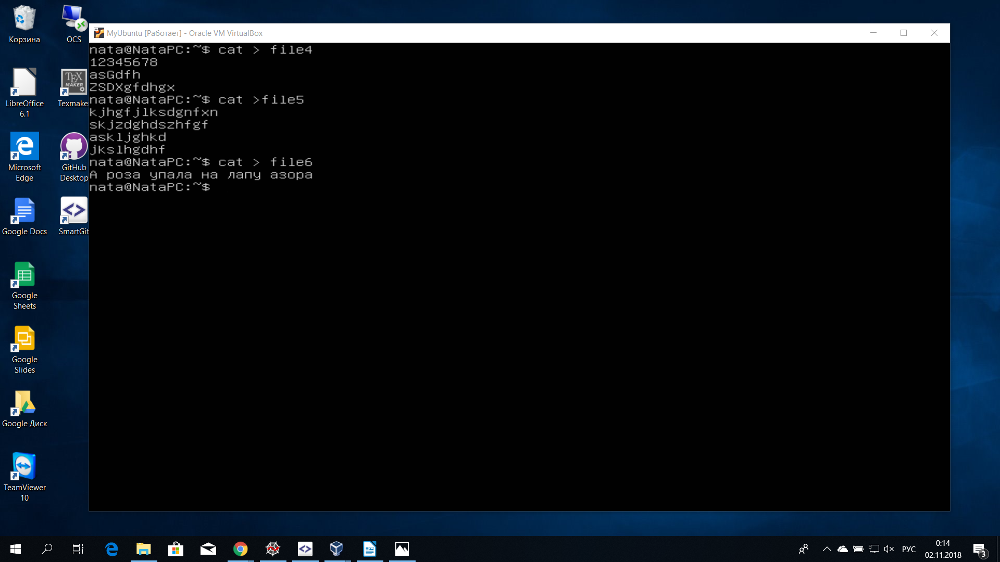 Корзина
OCS
LibreOffice
6.1
Texmake
Microsoft
Edge
GitHub
Desktop
Google Docs
SmartGit
Google
Sheets
Google
Slides
Google Диск
TeamViewer
10
TEX
MAKER
MyUbuntu [Работает] - Oracle VM VirtualBox
nata@NataPC:~$ cat > file4
12345678
asGdfh
ZSDXgfdhgx
nata@NataPC:~$ cat >file5
kjhgfjlksdgnfxn
skjzdghdszhfgf
askljghkd
jkslhgdhf
nata@NataPC:~$ cat > file6
А роза упала на лапу азора
nata@NataPC:~$
РУС
0:14
02.11.2018
3